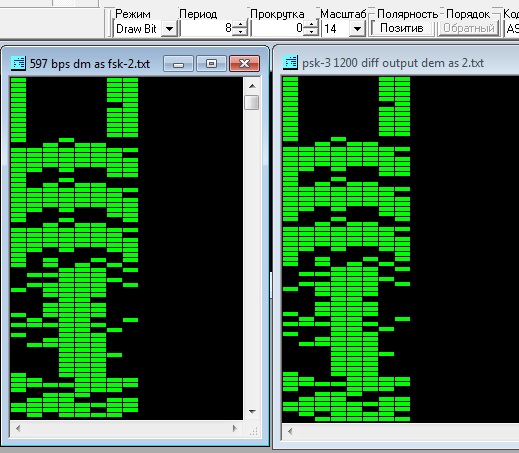 Режим Период Прокрутка Масштаб Полярность Порядок Ко
Draw Bit 8 0 14 Позитив Обратный AS
597 bps dm as fsk-2.txt
psk-3 1200 diff output dem as 2.txt